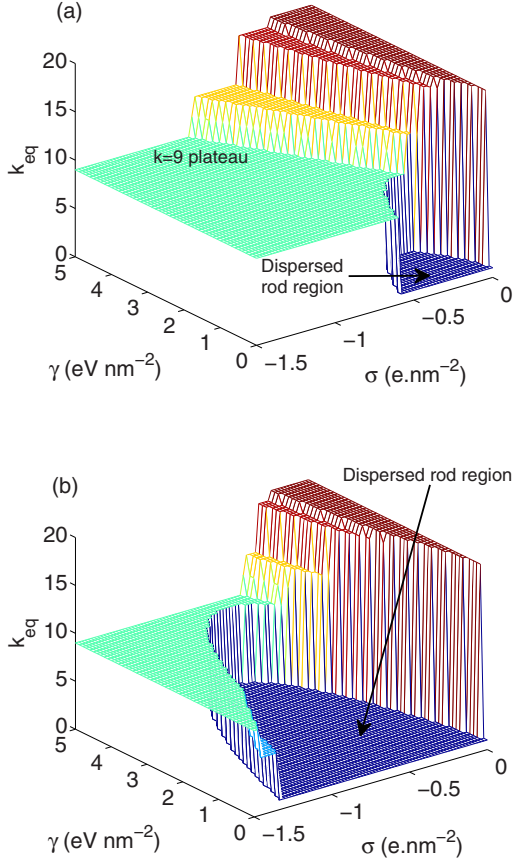 (a)
20
15
10
5
0
k_eq
k=9 plateau
Dispersed
rod region
5
4
3
2
1
0
γ (eV nm⁻²)
−1.5
−1
−0.5
0
σ (e.nm⁻²)
(b)
Dispersed rod region
20
15
10
5
0
k_eq
5
4
3
2
1
0
γ (eV nm⁻²)
−1.5
−1
−0.5
0
σ (e.nm⁻²)